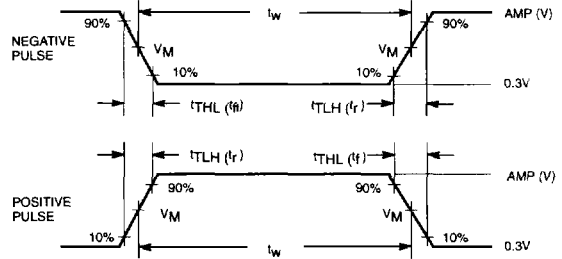 tw
90% 90% AMP (V)
NEGATIVE
PULSE
VM VM
10% 10%
0.3V
tTHL (tff) tTLH (tr)
tTLH (tr) tTHL (tf)
AMP (V)
90% 90%
POSITIVE
PULSE
VM VM
10% 10%
tw 0.3V